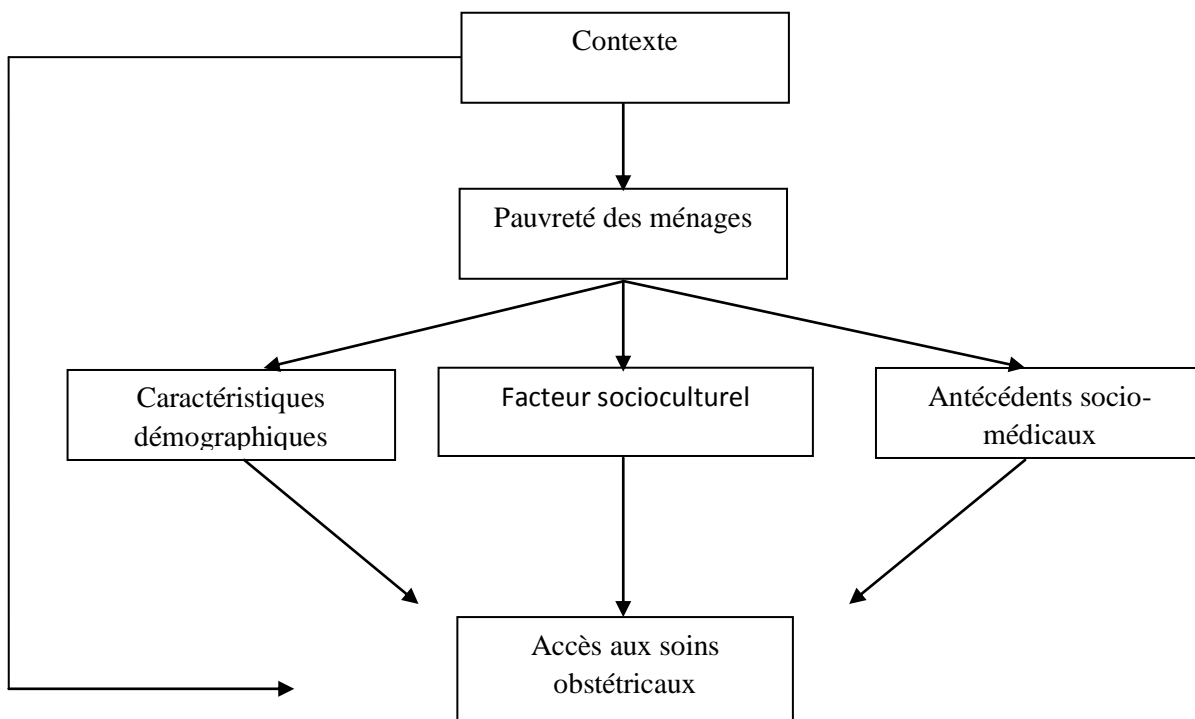 Contexte
Pauvreté des ménages
Caractéristiques
démographiques
Facteur socioculturel
Antécédents socio-
médicaux
Accès aux soins
obstétricaux